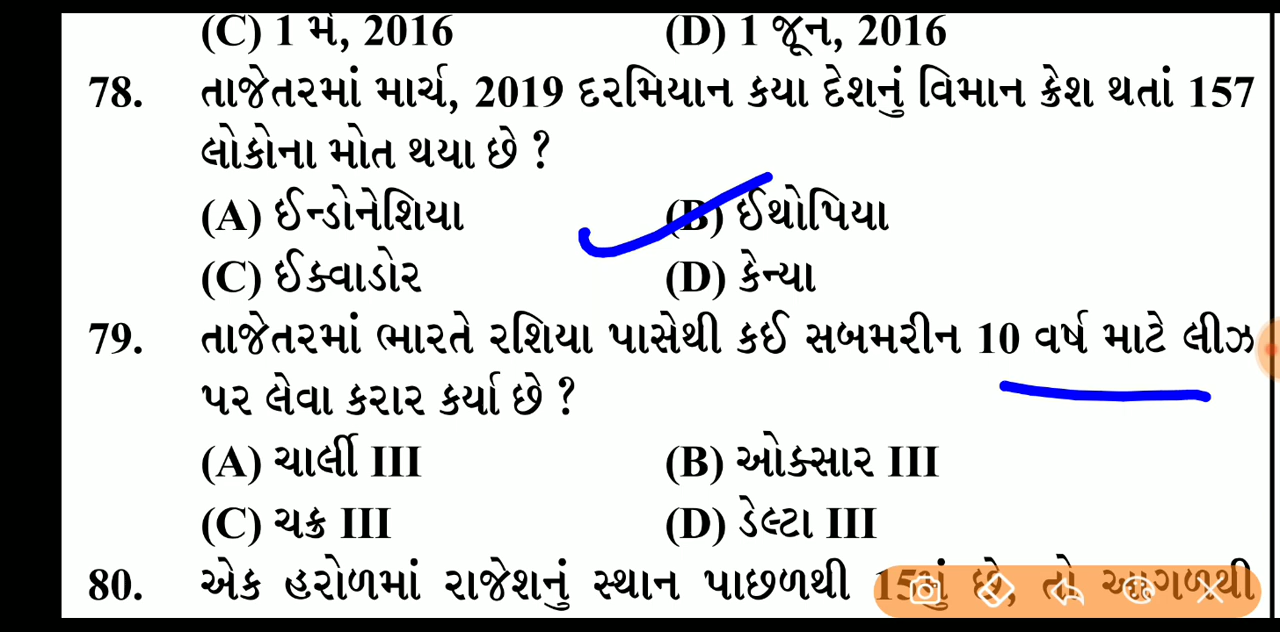 (C) 1 મે, 2016 (D) 1 જૂન, 2016
78. તાજેતરમાં માર્ચ, 2019 દરમિયાન કયા દેશનું વિમાન ક્રેશ થતાં 157
લોકોના મોત થયા છે ?
(A) ઈન્ડોનેશિયા (B) ઈથોપિયા
(C) ઈક્વાડોર (D) કેન્યા
79. તાજેતરમાં ભારતે રશિયા પાસેથી કઈ સબમરીન 10 વર્ષ માટે લીઝ
પર લેવા કરાર કર્યા છે ?
(A) ચાર્લી III (B) ઓક્સાર III
(C) ચક્ર III (D) ડેલ્ટા III
80. એક હરોળમાં રાજેશનું સ્થાન પાછળથી 15મું છે, તો આગળથી